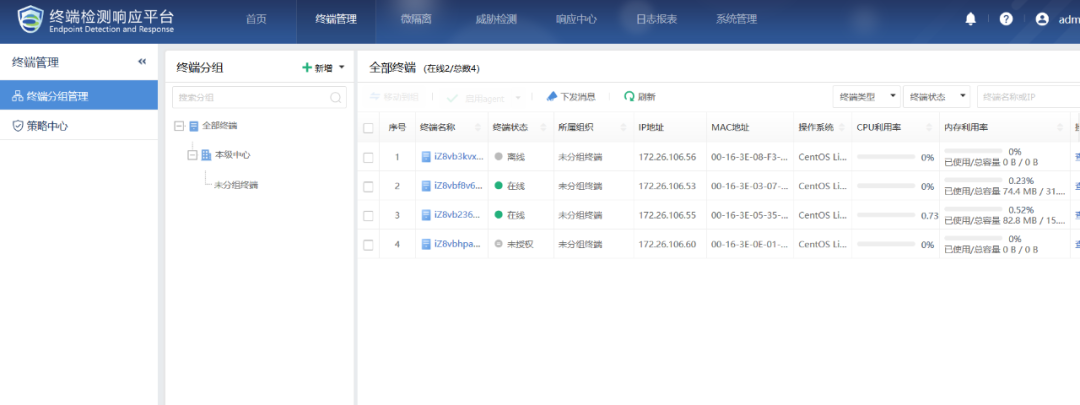 终端检测响应平台
Endpoint Detection and Response
首页 终端管理 微隔离 威胁检测 响应中心 日志报表 系统管理 adm
终端管理
终端分组管理
策略中心
终端分组 新增
搜索分组
全部终端
本级中心
未分组终端
全部终端 (在线2/总数4)
移动到组 启用agent 下发消息 刷新 终端类型 终端状态 终端名称或IP
序号 终端名称 终端状态 所属组织 IP地址 MAC地址 操作系统 CPU利用率 内存利用率
1 iZ8vb3kvx... 离线 未分组终端 172.26.106.56 00-16-3E-08-F3-... CentOS Li... 0% 0%
已使用/总容量 0 B / 0 B
2 iZ8vbf8v6... 在线 未分组终端 172.26.106.53 00-16-3E-03-07-... CentOS Li... 0% 0.23%
已使用/总容量 74.4 MB / 31....
3 iZ8vb236... 在线 未分组终端 172.26.106.55 00-16-3E-05-35-... CentOS Li... 0.73 0.52%
已使用/总容量 82.8 MB / 15....
4 iZ8vbhpa... 未授权 未分组终端 172.26.106.60 00-16-3E-0E-01-... CentOS Li... 0% 0%
已使用/总容量 0 B / 0 B